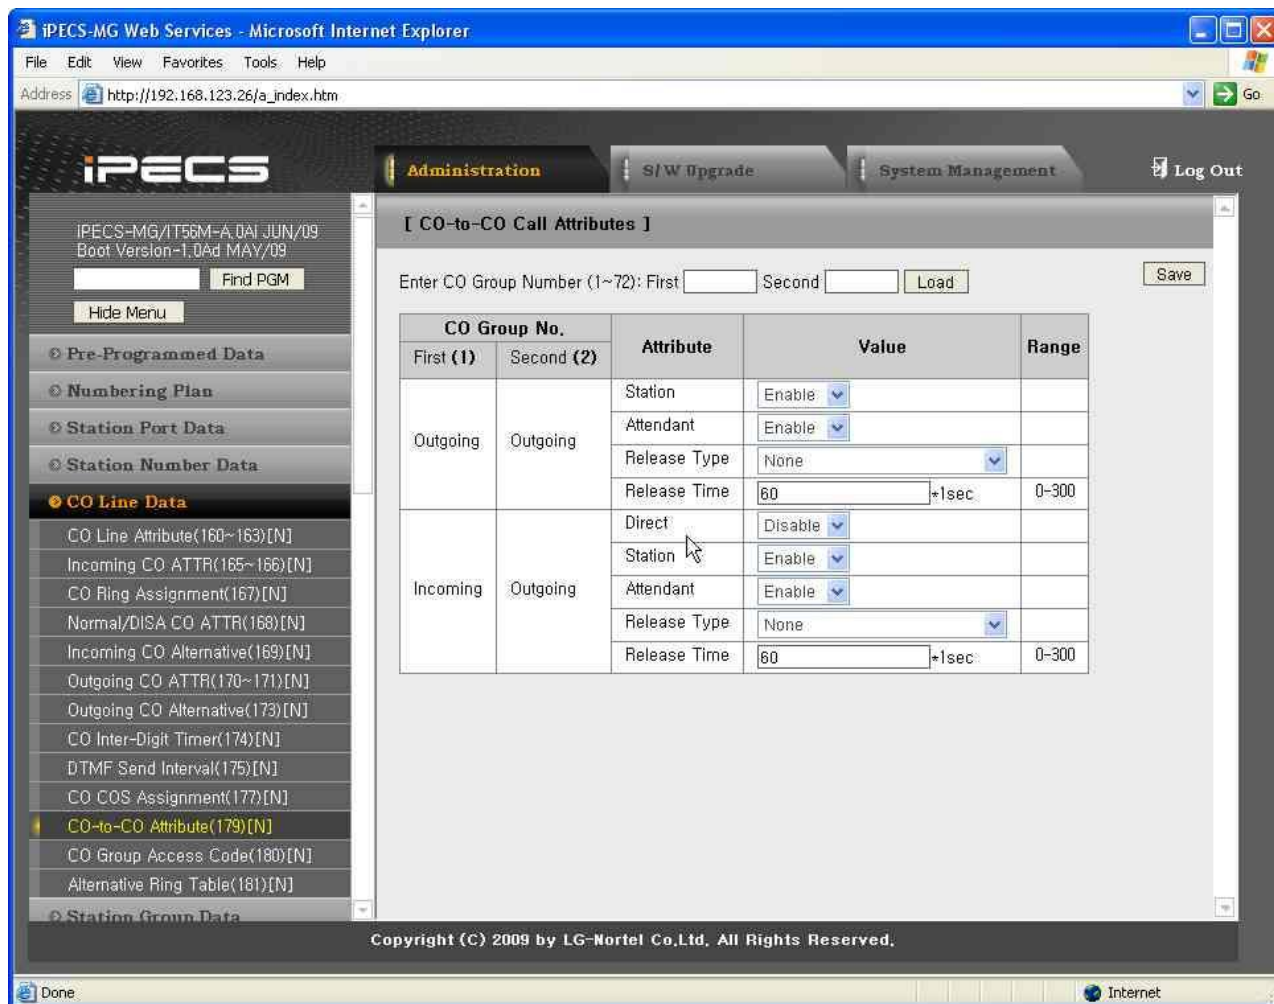 iPECS-MG Web Services - Microsoft Internet Explorer
File Edit View Favorites Tools Help
Address http://192.168.123.26/a_index.htm Go
iPECS
Administration S/W Upgrade System Management Log Out
iPECS-MG/IT56M-A.0Ai JUN/09
Boot Version-1.0Ad MAY/09
Find PGM
Hide Menu
Pre-Programmed Data
Numbering Plan
Station Port Data
Station Number Data
CO Line Data
CO Line Attribute(160~163)[N]
Incoming CO ATTR(165~166)[N]
CO Ring Assignment(167)[N]
Normal/DISA CO ATTR(168)[N]
Incoming CO Alternative(169)[N]
Outgoing CO ATTR(170~171)[N]
Outgoing CO Alternative(173)[N]
CO Inter-Digit Timer(174)[N]
DTMF Send Interval(175)[N]
CO COS Assignment(177)[N]
CO-to-CO Attribute(179)[N]
CO Group Access Code(180)[N]
Alternative Ring Table(181)[N]
Station Group Data
[ CO-to-CO Call Attributes ]
Enter CO Group Number (1~72): First Second Load Save
CO Group No. Attribute Value Range
First (1) Second (2)
Outgoing Outgoing
Station Enable
Attendant Enable
Release Type None
Release Time 60 *1sec 0-300
Incoming Outgoing
Direct Disable
Station Enable
Attendant Enable
Release Type None
Release Time 60 *1sec 0-300
Copyright (C) 2009 by LG-Nortel Co,Ltd, All Rights Reserved,
Done Internet